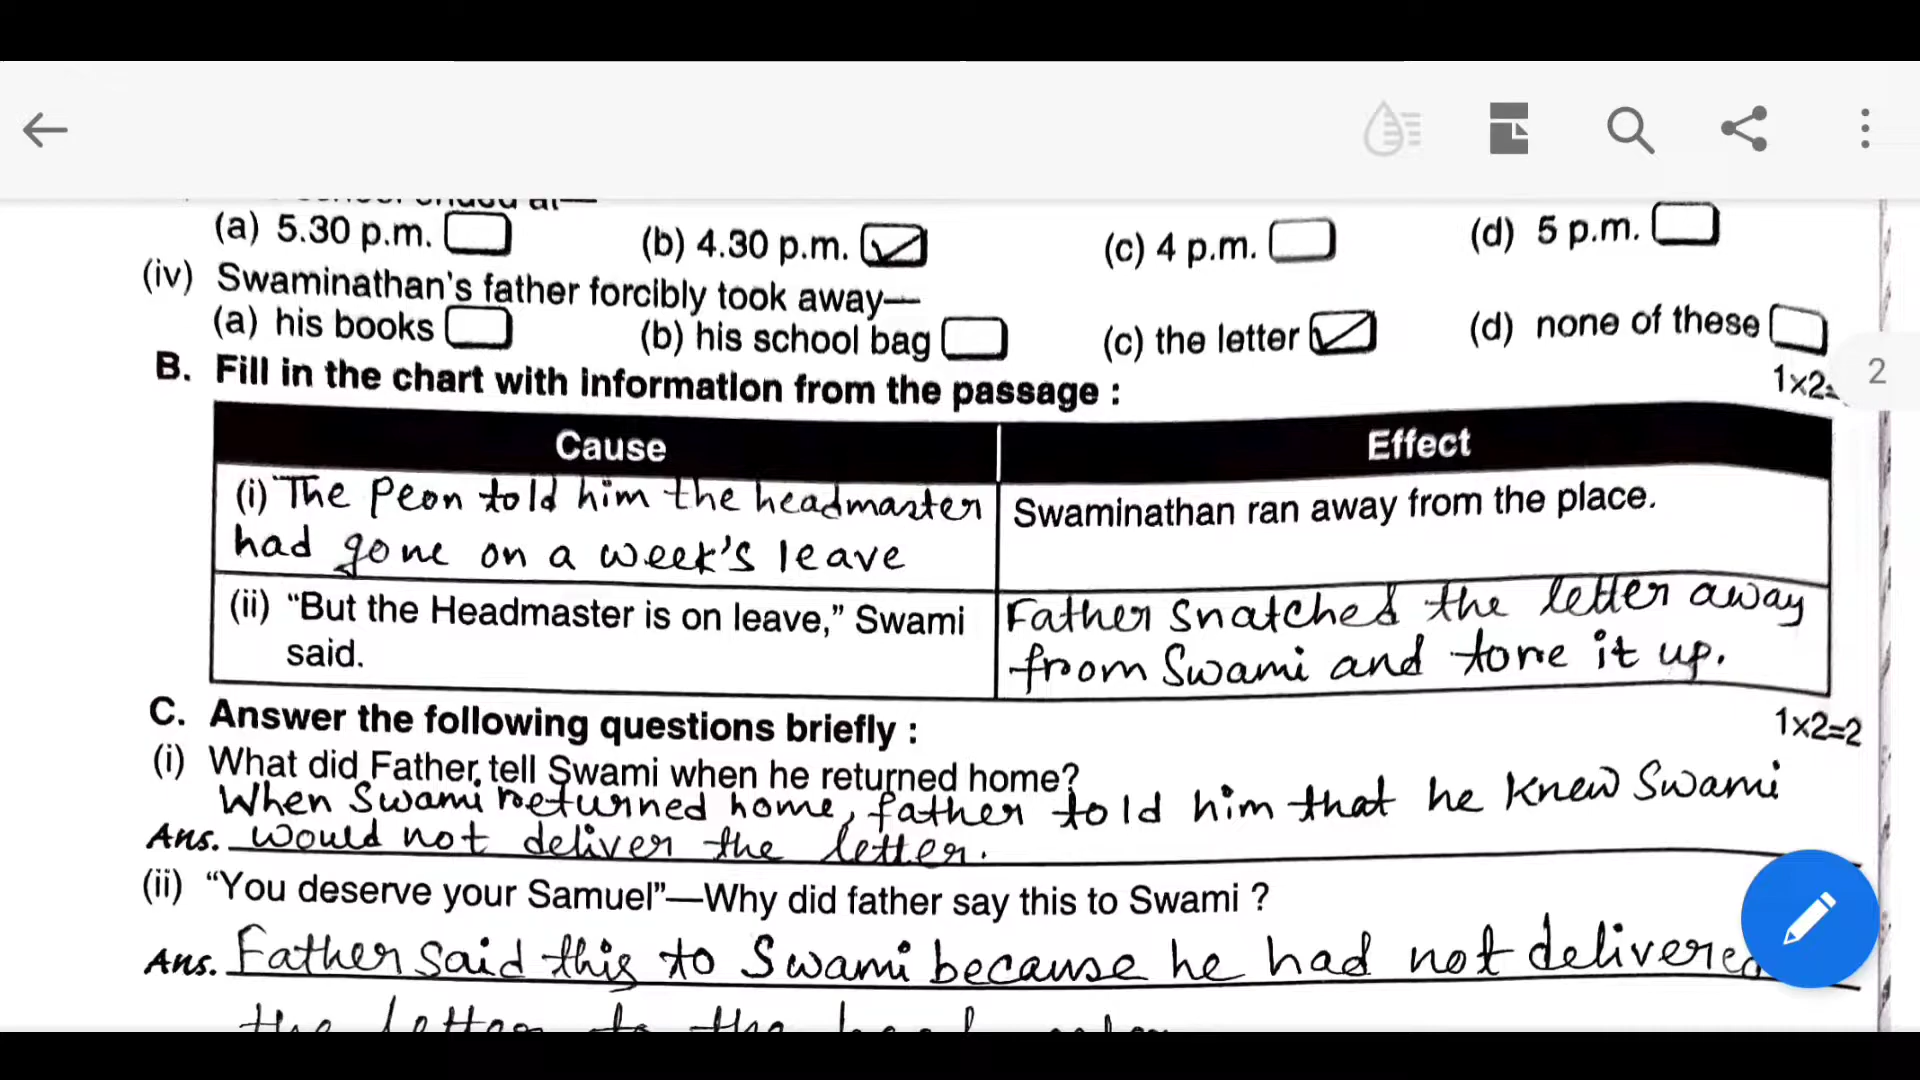 (a) 5.30 p.m. (b) 4.30 p.m. (c) 4 p.m. (d) 5 p.m.
(iv) Swaminathan's father forcibly took away—
(a) his books (b) his school bag (c) the letter (d) none of these
B. Fill in the chart with information from the passage : 1×2=
2
Cause Effect
(i) The Peon told him the headmaster
had gone on a week's leave
Swaminathan ran away from the place.
(ii) "But the Headmaster is on leave," Swami
said.
Father snatched the letter away
from Swami and tore it up.
C. Answer the following questions briefly : 1×2=2
(i) What did Father tell Swami when he returned home?
When Swami returned home, father told him that he knew Swami
Ans. would not deliver the letter.
(ii) "You deserve your Samuel"—Why did father say this to Swami ?
Ans. Father said this to Swami because he had not delivered
the letter to the